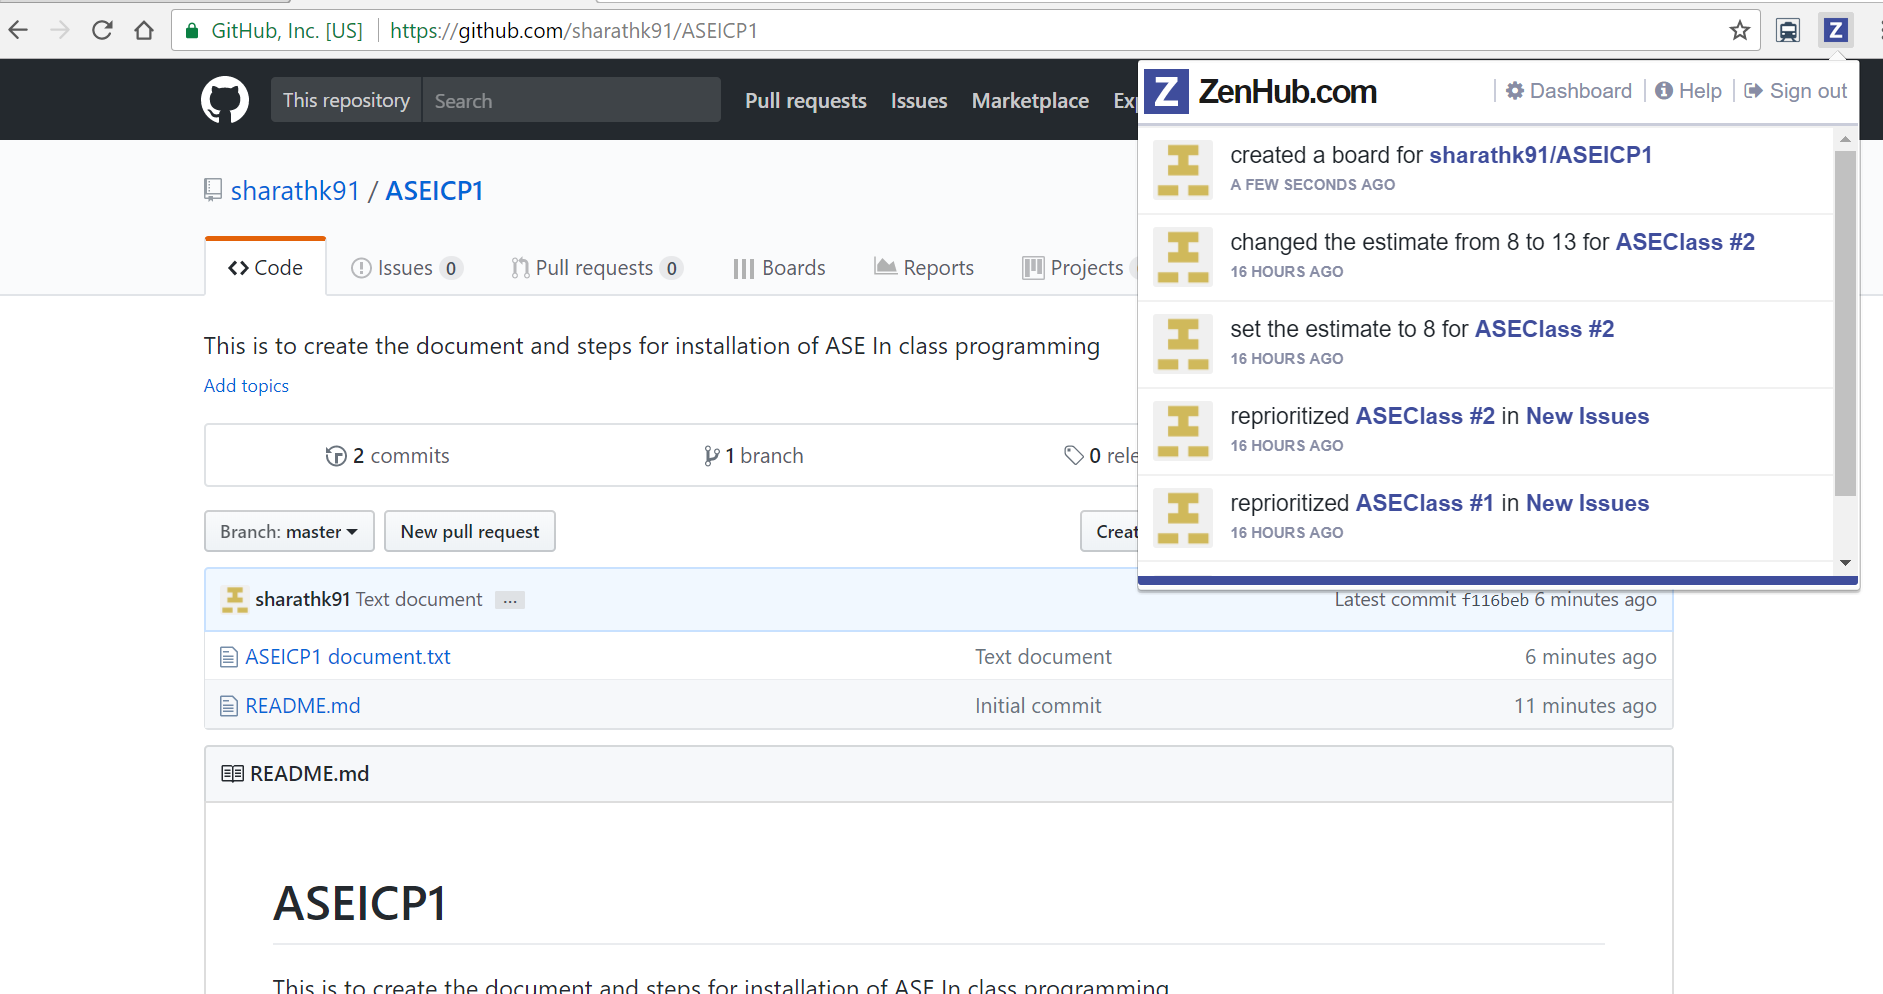 GitHub, Inc. [US] https://github.com/sharathk91/ASEICP1
Z
This repository Search Pull requests Issues Marketplace
Z ZenHub.com Dashboard Help Sign out
created a board for sharathk91/ASEICP1
A FEW SECONDS AGO
changed the estimate from 8 to 13 for ASEClass #2
16 HOURS AGO
set the estimate to 8 for ASEClass #2
16 HOURS AGO
reprioritized ASEClass #2 in New Issues
16 HOURS AGO
reprioritized ASEClass #1 in New Issues
16 HOURS AGO
sharathk91 / ASEICP1
Code Issues 0 Pull requests 0 Boards Reports Projects
This is to create the document and steps for installation of ASE In class programming
Add topics
2 commits 1 branch 0
Branch: master New pull request
sharathk91 Text document ... Latest commit f116beb 6 minutes ago
ASEICP1 document.txt Text document 6 minutes ago
README.md Initial commit 11 minutes ago
README.md
ASEICP1
This is to create the document and steps for installation of ASE In class programming